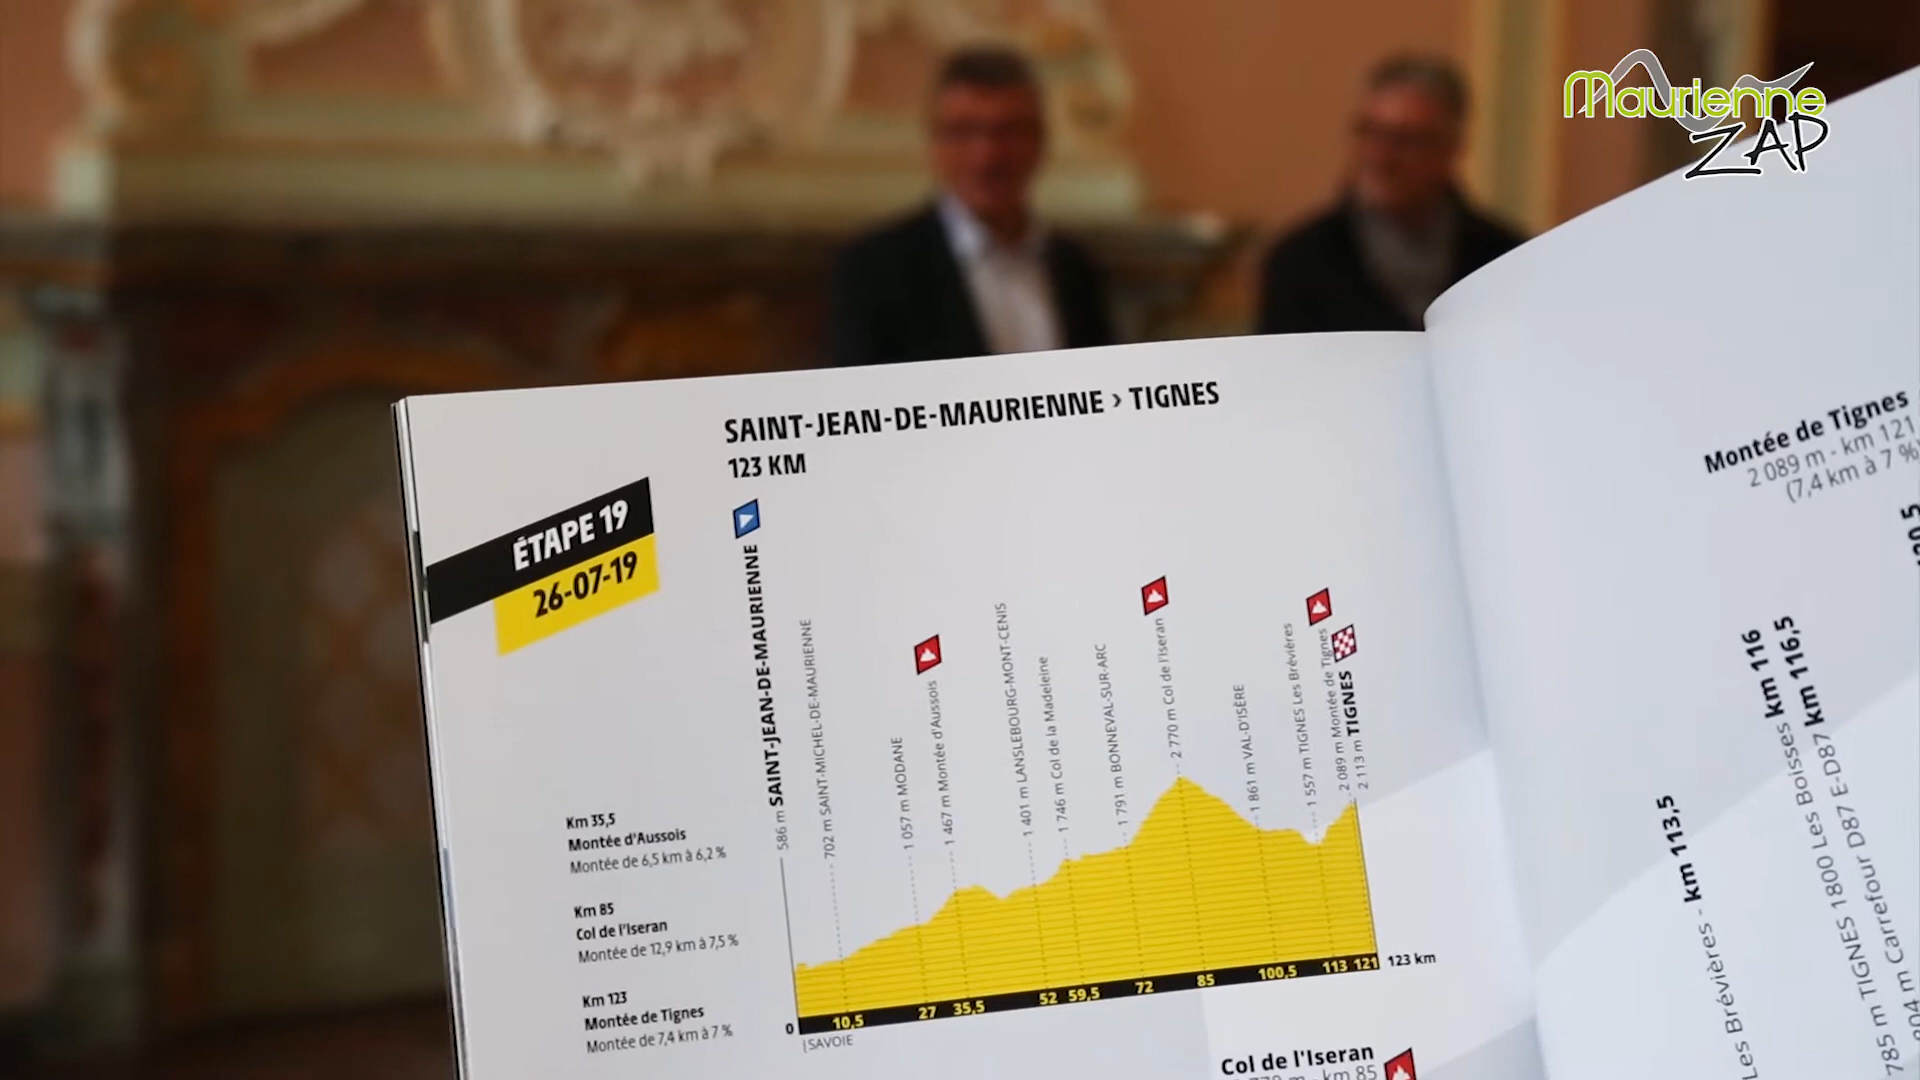 Maurienne
ZAP
SAINT-JEAN-DE-MAURIENNE > TIGNES
123 KM
ÉTAPE 19
26-07-19
586 m SAINT-JEAN-DE-MAURIENNE
702 m SAINT-MICHEL-DE-MAURIENNE
1 057 m MODANE
1 467 m Montée d'Aussois
1 401 m LANSLEBOURG-MONT-CENIS
1 746 m Col de la Madeleine
1 791 m BONNEVAL-SUR-ARC
2 770 m Col de l'Iseran
1 861 m VAL-D'ISÈRE
1 557 m TIGNES Les Brévières
2 089 m Montée de Tignes
2 113 m TIGNES
Km 35,5
Montée d'Aussois
Montée de 6,5 km à 6,2 %
Km 85
Col de l'Iseran
Montée de 12,9 km à 7,5 %
Km 123
Montée de Tignes
Montée de 7,4 km à 7 %
0 10,5 27 35,5 52 59,5 72 85 100,5 113 121 123 km
SAVOIE
Col de l'Iseran
km 85
Montée de Tignes
2 089 m - km 121
(7,4 km à 7 %)
Les Brévières - km 113,5
TIGNES 1800 Les Boisses km 116
Carrefour D87 E-D87 km 116,5